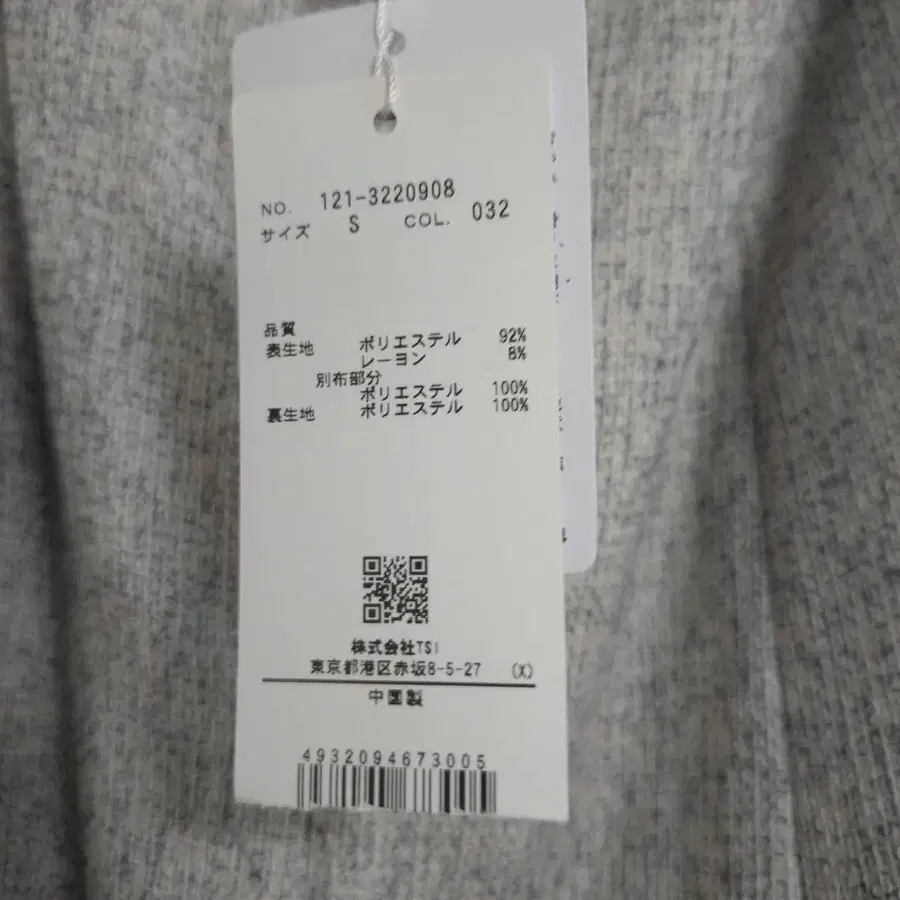 NO. 121-3220908
サイズ S COL. 032
品質
表生地 ポリエステル 92%
レーヨン 8%
別布部分
ポリエステル 100%
裏生地 ポリエステル 100%
株式会社TSI
東京都港区赤坂8-5-27 (X)
中国製
4932094673005